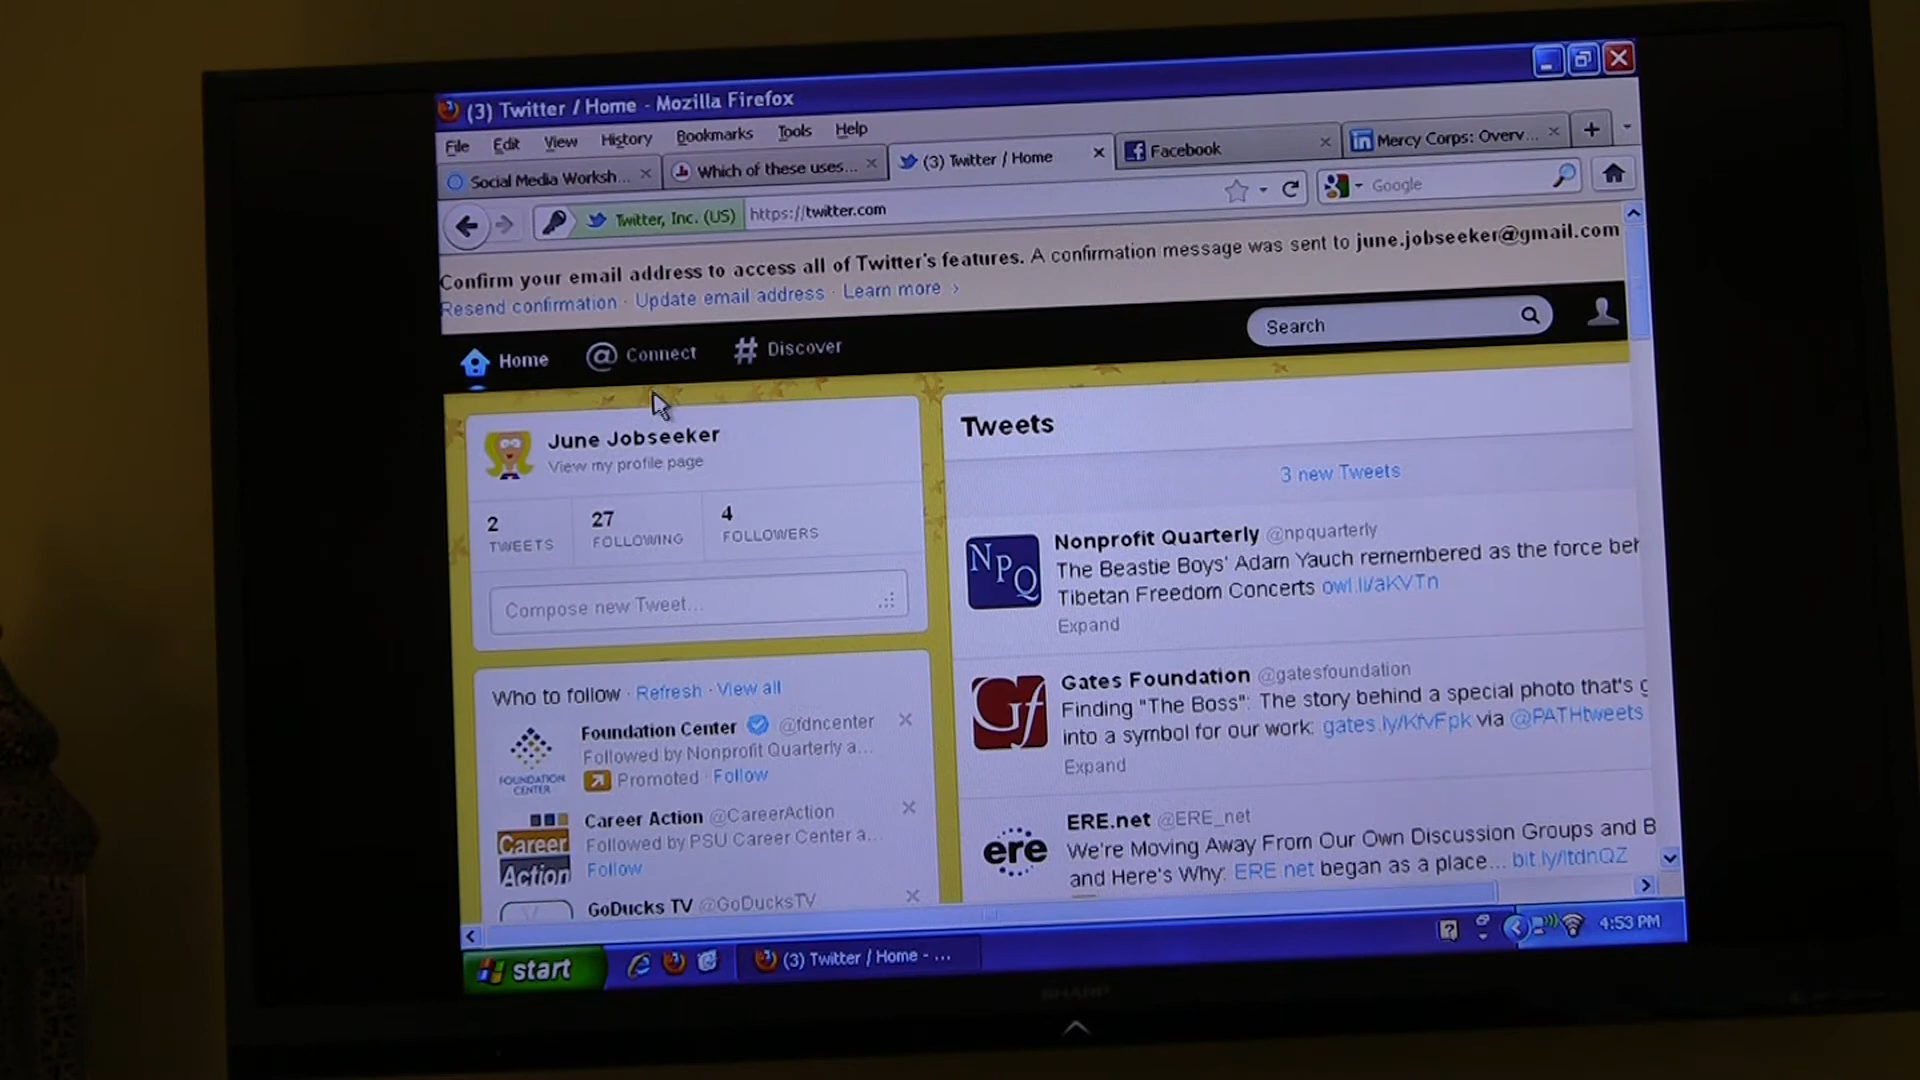 (3) Twitter / Home - Mozilla Firefox
File Edit View History Bookmarks Tools Help
Social Media Worksh... Which of these uses... (3) Twitter / Home Facebook Mercy Corps: Overv...
Twitter, Inc. (US) https://twitter.com Google
Confirm your email address to access all of Twitter's features. A confirmation message was sent to june.jobseeker@gmail.com
Resend confirmation · Update email address · Learn more ›
Home @ Connect # Discover Search
June Jobseeker
View my profile page
2 27 4
TWEETS FOLLOWING FOLLOWERS
Compose new Tweet...
Who to follow · Refresh · View all
Foundation Center @fdncenter
Followed by Nonprofit Quarterly a...
Promoted · Follow
FOUNDATION
CENTER
Career Action @CareerAction
Followed by PSU Career Center a...
Follow
Career
Action
GoDucks TV @GoDucksTV
Tweets
3 new Tweets
NPQ
Nonprofit Quarterly @npquarterly
The Beastie Boys' Adam Yauch remembered as the force beh
Tibetan Freedom Concerts ow.li/aKVTn
Expand
Gf
Gates Foundation @gatesfoundation
Finding "The Boss": The story behind a special photo that's g
into a symbol for our work: gates.ly/KfvFpk via @PATHtweets
Expand
ere
ERE.net @ERE_net
We're Moving Away From Our Own Discussion Groups and B
and Here's Why: ERE.net began as a place... bit.ly/ItdnQZ
start (3) Twitter / Home - ... 4:53 PM
SHARP